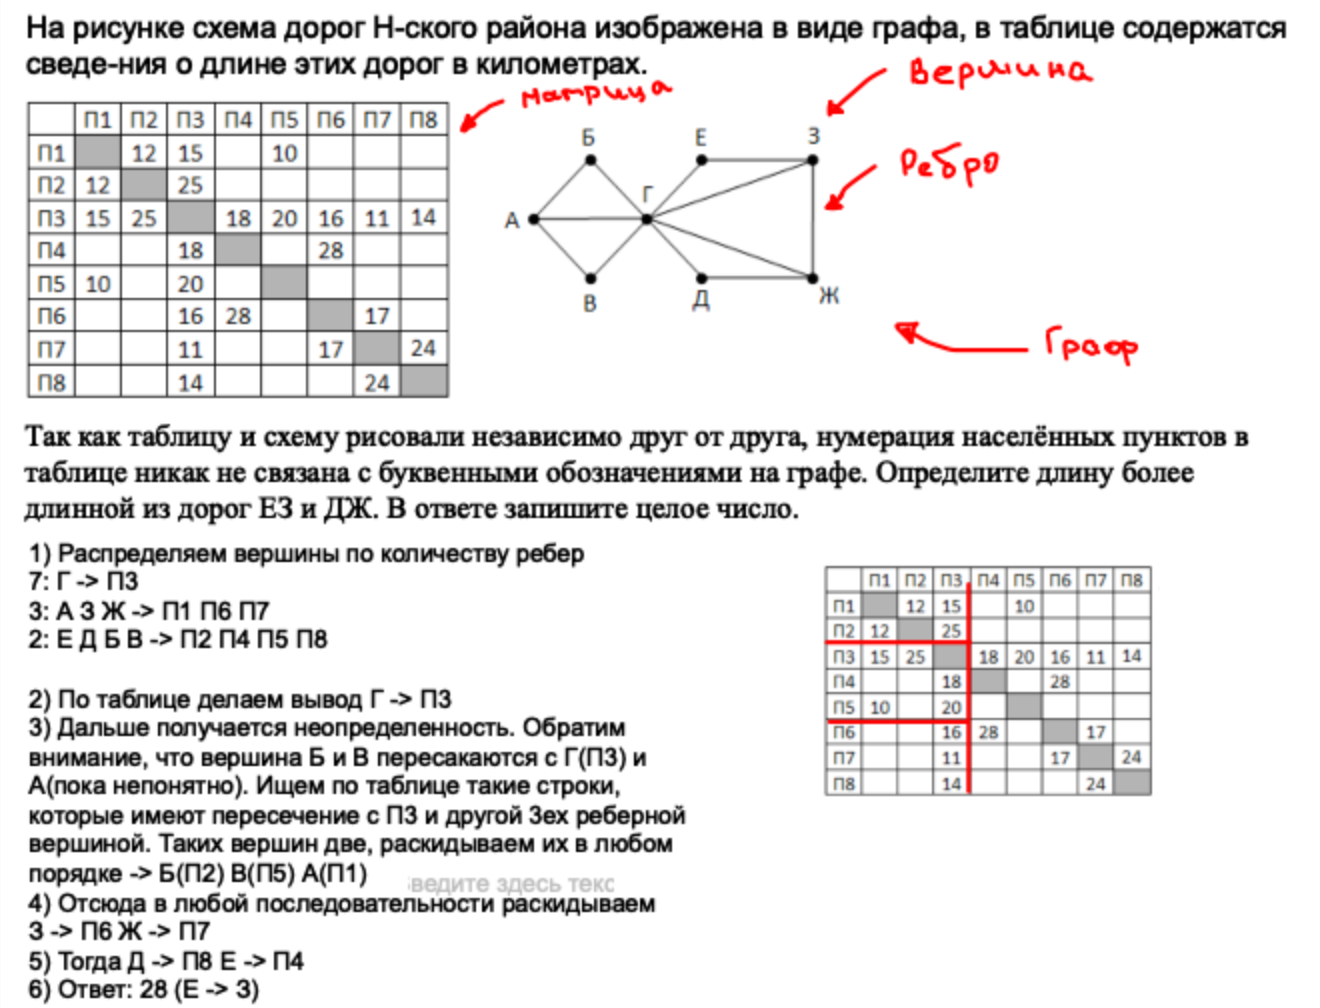 На рисунке схема дорог Н-ского района изображена в виде графа, в таблице содержатся
сведе-ния о длине этих дорог в километрах.
матрица
Вершина
Ребро
Граф
П1 П2 П3 П4 П5 П6 П7 П8
П1 12 15 10
П2 12 25
П3 15 25 18 20 16 11 14
П4 18 28
П5 10 20
П6 16 28 17
П7 11 17 24
П8 14 24
Б Е З
Г
А
В Д Ж
Так как таблицу и схему рисовали независимо друг от друга, нумерация населённых пунктов в
таблице никак не связана с буквенными обозначениями на графе. Определите длину более
длинной из дорог ЕЗ и ДЖ. В ответе запишите целое число.
1) Распределяем вершины по количеству ребер
7: Г -> П3
3: А З Ж -> П1 П6 П7
2: Е Д Б В -> П2 П4 П5 П8
2) По таблице делаем вывод Г -> П3
3) Дальше получается неопределенность. Обратим
внимание, что вершина Б и В пересакаются с Г(П3) и
А(пока непонятно). Ищем по таблице такие строки,
которые имеют пересечение с П3 и другой 3ех реберной
вершиной. Таких вершин две, раскидываем их в любом
порядке -> Б(П2) В(П5) А(П1)
ведите здесь текс
4) Отсюда в любой последовательности раскидываем
З -> П6 Ж -> П7
5) Тогда Д -> П8 Е -> П4
6) Ответ: 28 (Е -> З)
П1 П2 П3 П4 П5 П6 П7 П8
П1 12 15 10
П2 12 25
П3 15 25 18 20 16 11 14
П4 18 28
П5 10 20
П6 16 28 17
П7 11 17 24
П8 14 24